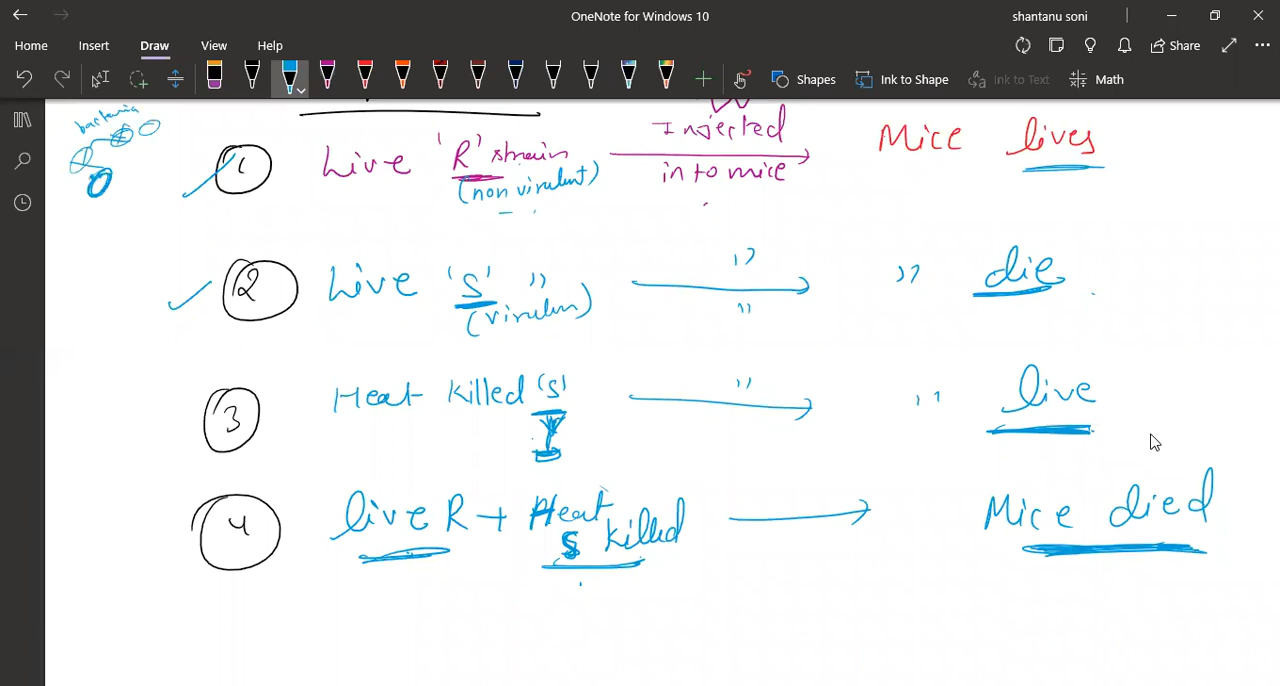 OneNote for Windows 10
shantanu soni
Home Insert Draw View Help
Share
Shapes
Ink to Shape
Ink to Text
Math
bacteria
1 Live 'R' strain Injected into mice Mice lives
(non virulent)
2 Live 'S' " " " " die
(virulen)
3 Heat Killed 'S' " " live
4 live R + Heat Mice died
S killed